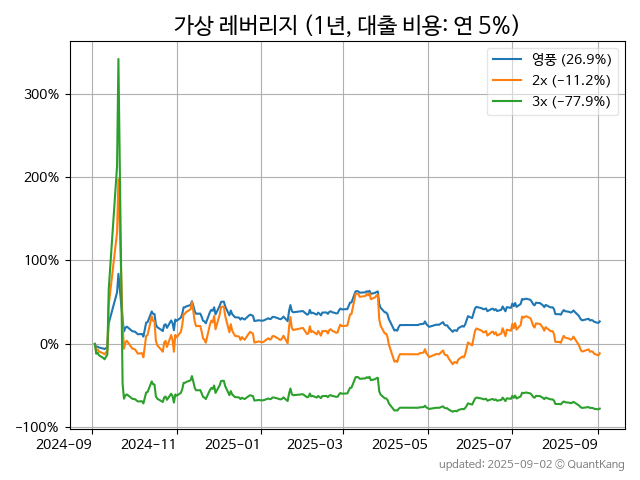 가상 레버리지 (1년, 대출 비용: 연 5%)
영풍 (26.9%)
2x (−11.2%)
3x (−77.9%)
300%
200%
100%
0%
−100%
2024−09 2024−11 2025−01 2025−03 2025−05 2025−07 2025−09
updated: 2025−09−02 © QuantKang